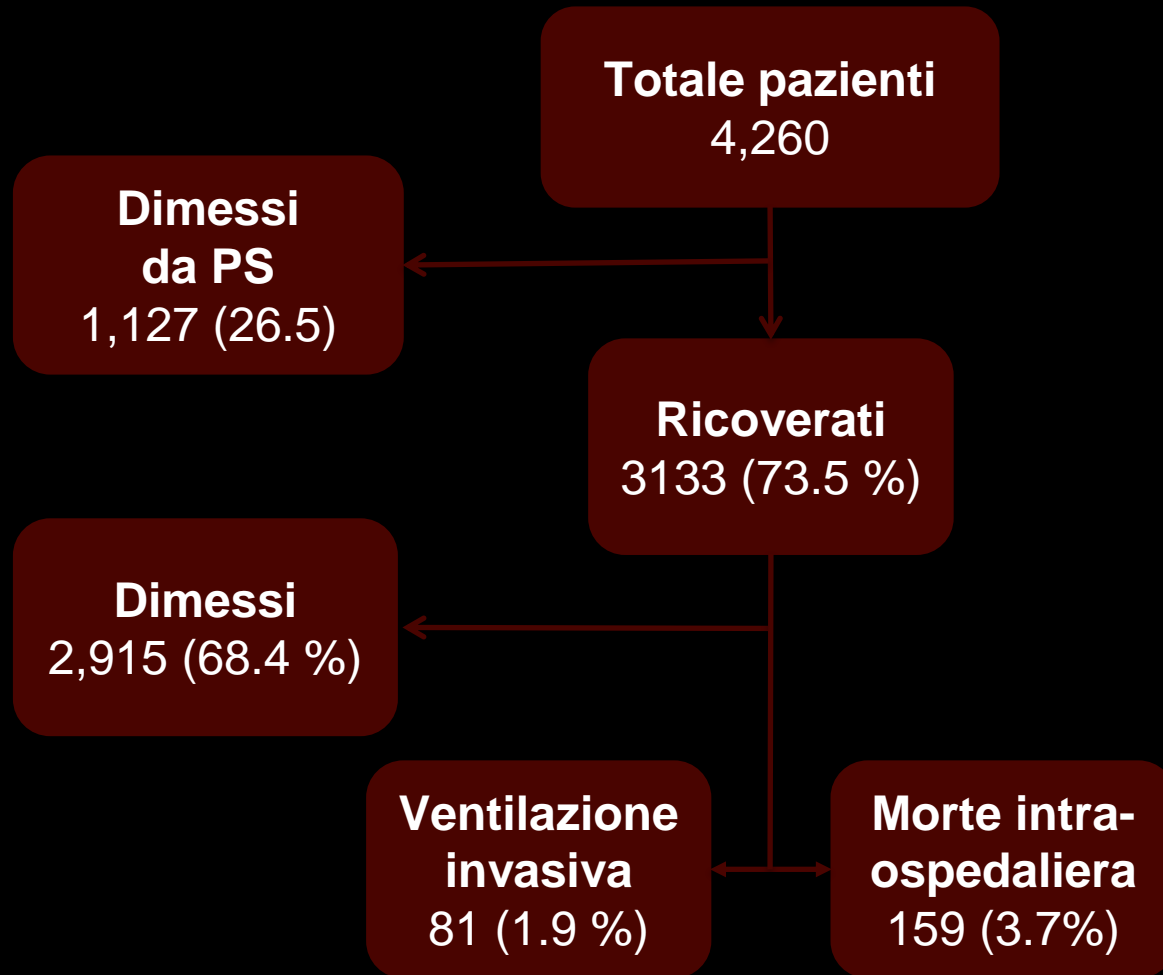 Totale pazienti
4,260
Dimessi
da PS
1,127 (26.5)
Ricoverati
3133 (73.5 %)
Dimessi
2,915 (68.4 %)
Ventilazione
invasiva
81 (1.9 %)
Morte intra-
ospedaliera
159 (3.7%)